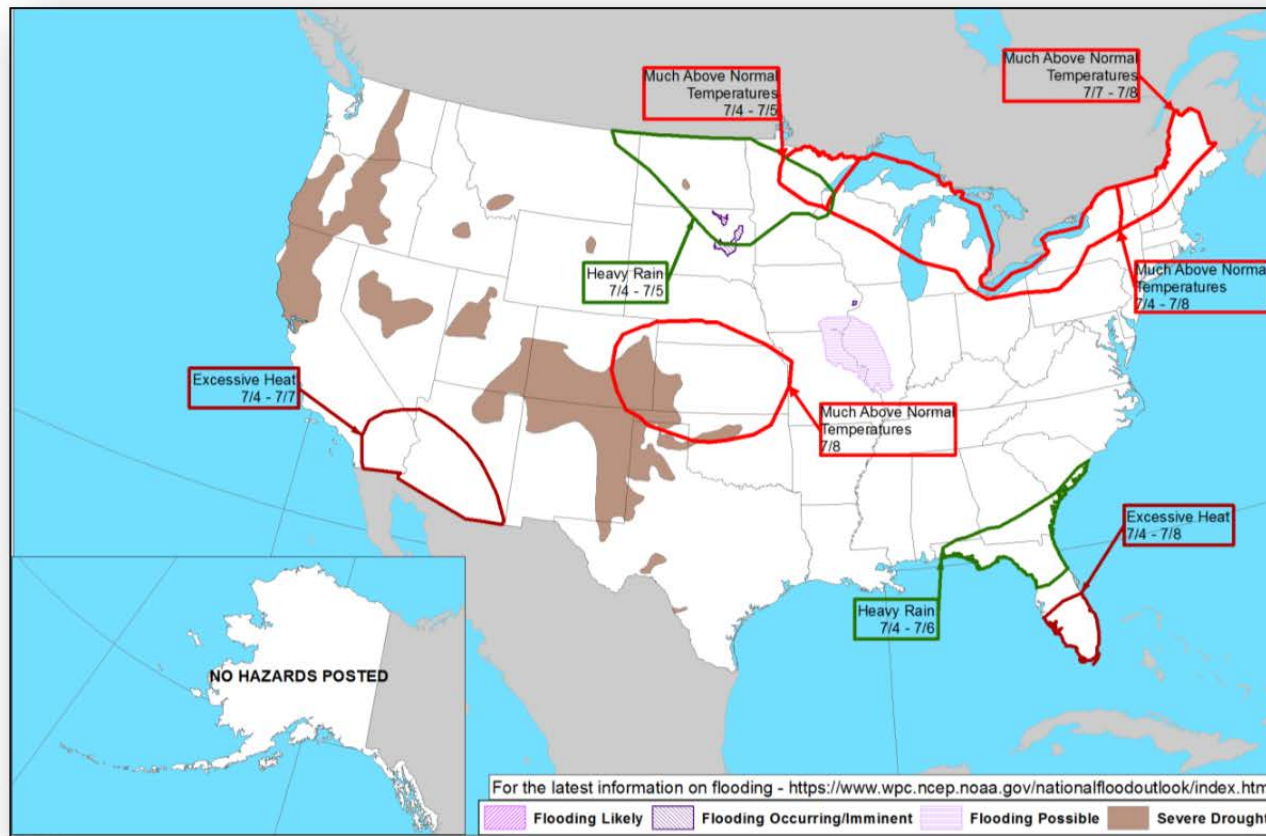 Much Above Normal
Temperatures
7/4 - 7/5
Much Above Normal
Temperatures
7/7 - 7/8
Heavy Rain
7/4 - 7/5
Much Above Normal
Temperatures
7/4 - 7/8
Excessive Heat
7/4 - 7/7
Much Above Normal
Temperatures
7/8
Excessive Heat
7/4 - 7/8
Heavy Rain
7/4 - 7/6
NO HAZARDS POSTED
For the latest information on flooding - https://www.wpc.ncep.noaa.gov/nationalfloodoutlook/index.htm
Flooding Likely
Flooding Occurring/Imminent
Flooding Possible
Severe Drought